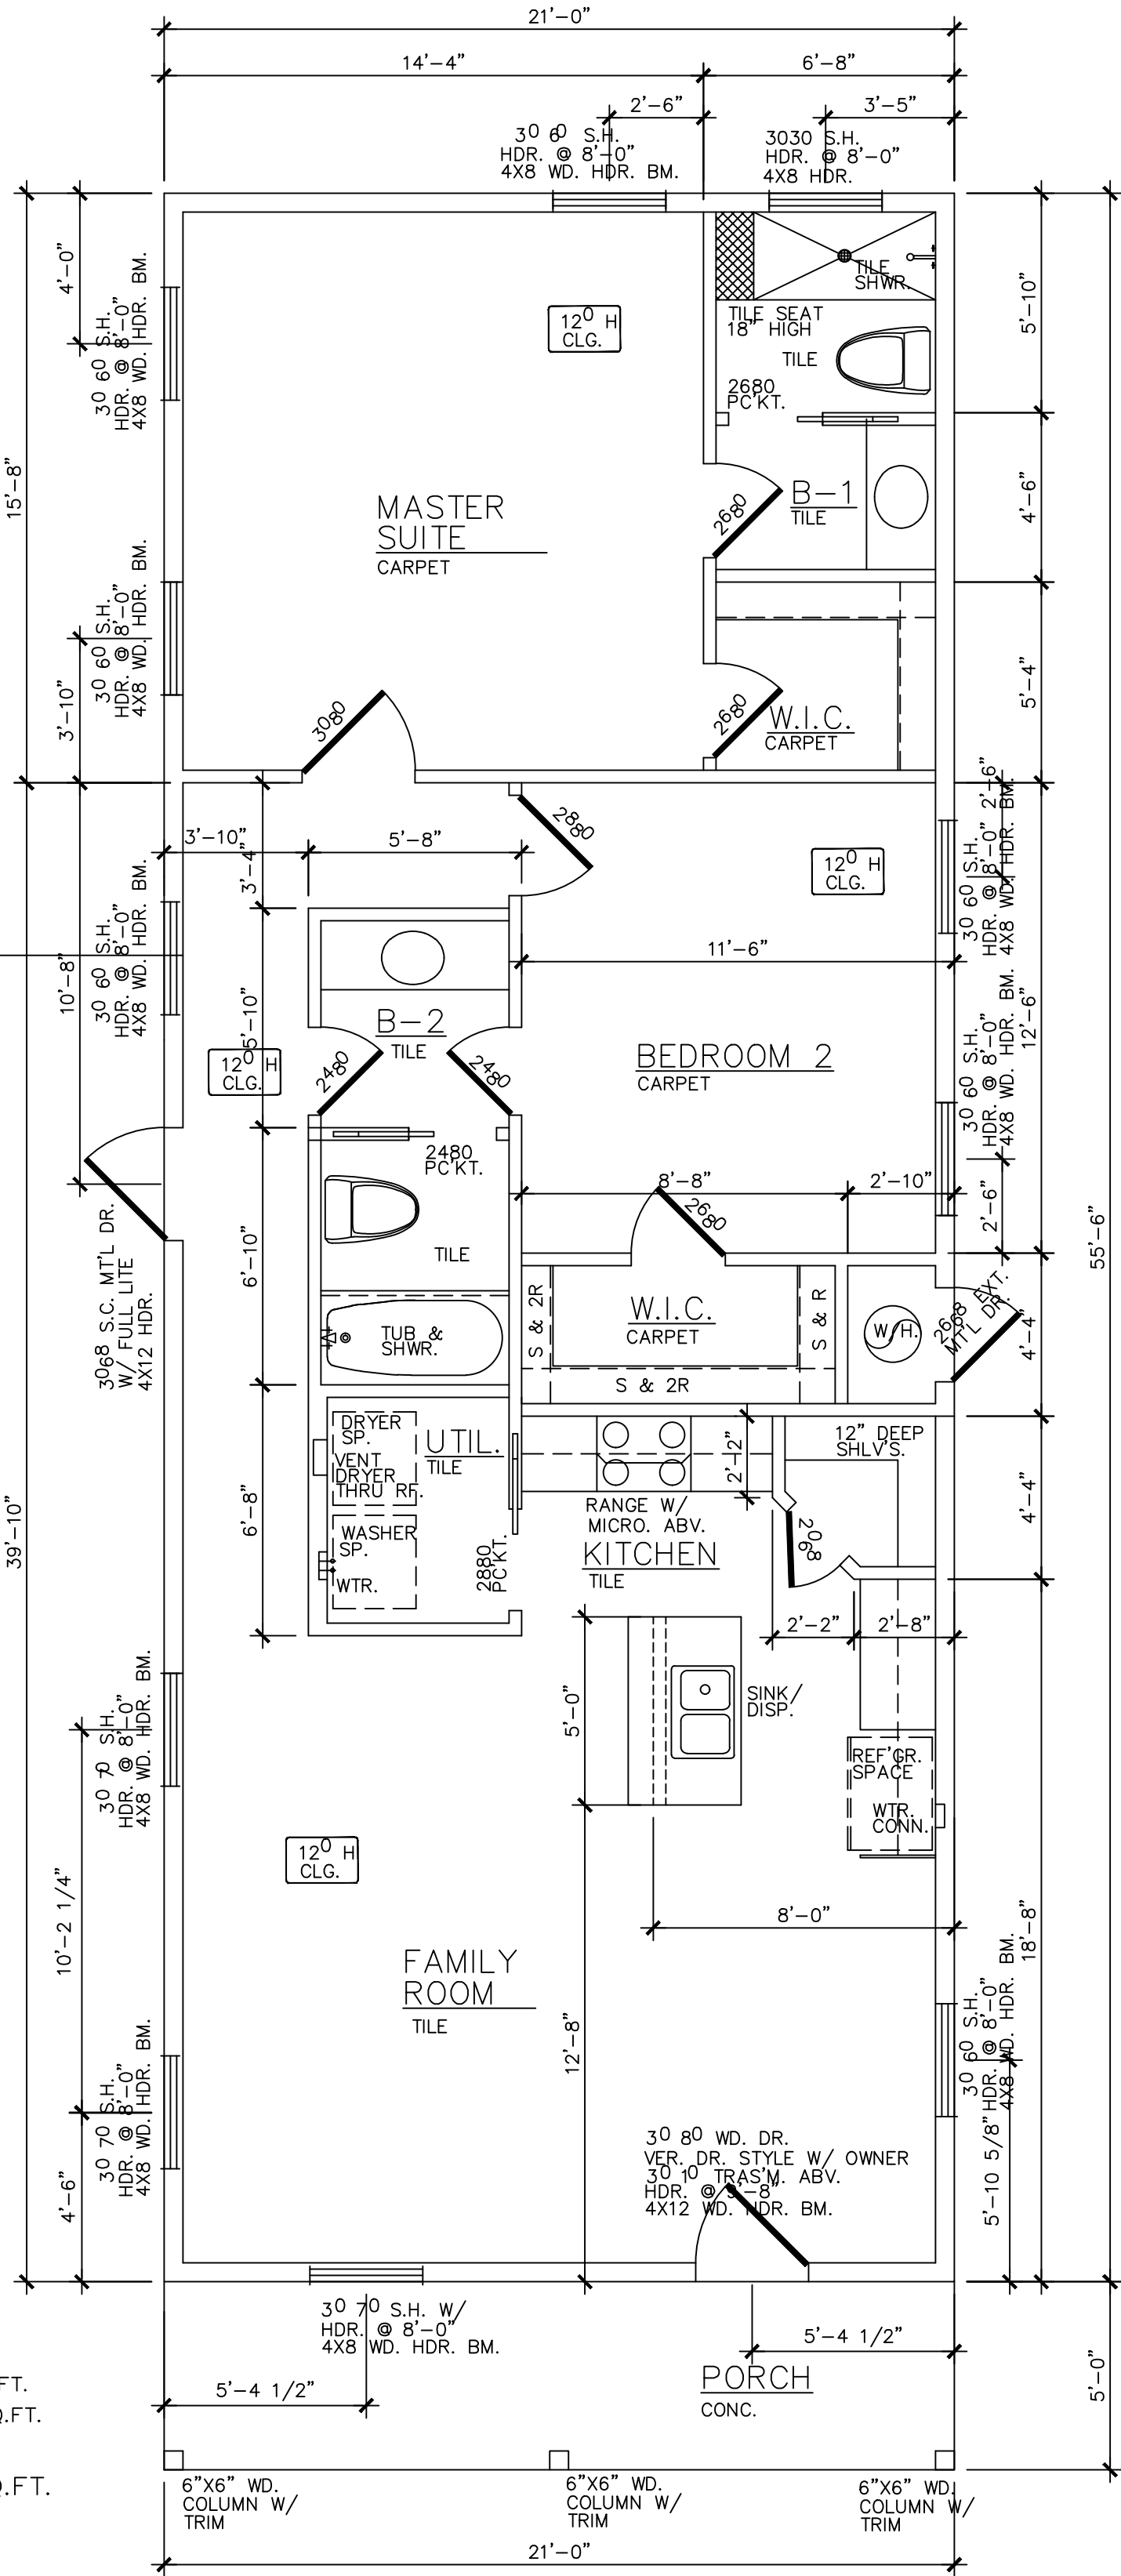 21'-0"
14'-4"
6'-8"
2'-6"
3'-5"
30 60 S.H.
HDR. @ 8'-0"
4X8 WD. HDR. BM.
3030 S.H.
HDR. @ 8'-0"
4X8 HDR.
4'-0"
30 60 S.H.
HDR. @ 8'-0"
4X8 WD. HDR. BM.
12⁰ H
CLG.
TILE
SHWR.
TILE SEAT
18" HIGH
TILE
2680
PC'KT.
5'-10"
15'-8"
MASTER
SUITE
CARPET
2680
B-1
TILE
4'-6"
30 60 S.H.
HDR. @ 8'-0"
4X8 WD. HDR. BM.
3'-10"
3080
2680
W.I.C.
CARPET
5'-4"
3'-10"
5'-8"
3'-4"
2880
12⁰ H
CLG.
2'-6"
30 60 S.H.
HDR. @ 8'-0"
4X8 WD. HDR. BM.
30 60 S.H.
HDR. @ 8'-0"
4X8 WD. HDR. BM.
10'-8"
11'-6"
5'-10"
B-2
TILE
12⁰ H
CLG.
2480
2480
BEDROOM 2
CARPET
30 60 S.H.
HDR. @ 8'-0"
4X8 WD. HDR. BM.
12'-6"
2480
PC'KT.
8'-8"
2'-10"
2680
2'-6"
55'-6"
3068 S.C. MT'L DR.
W/ FULL LITE
4X12 HDR.
6'-10"
TILE
TUB &
SHWR.
S & 2R
W.I.C.
CARPET
S & R
S & 2R
W/H.
2668 EXT.
MT'L DR.
4'-4"
DRYER
SP.
VENT
DRYER
THRU RF.
UTIL.
TILE
WASHER
SP.
WTR.
6'-8"
2880
PC'KT.
2'-2"
RANGE W/
MICRO. ABV.
KITCHEN
TILE
12" DEEP
SHLV'S.
2068
4'-4"
39'-10"
2'-2"
2'-8"
5'-0"
SINK/
DISP.
REF'GR.
SPACE
WTR.
CONN.
30 70 S.H.
HDR. @ 8'-0"
4X8 WD. HDR. BM.
12⁰ H
CLG.
10'-2 1/4"
8'-0"
18'-8"
FAMILY
ROOM
TILE
12'-8"
30 60 S.H.
HDR. @ 8'-0"
4X8 WD. HDR. BM.
5'-10 5/8"
30 70 S.H.
HDR. @ 8'-0"
4X8 WD. HDR. BM.
4'-6"
30 80 WD. DR.
VER. DR. STYLE W/ OWNER
30 10 TRAS'M. ABV.
HDR. @ 9'-8"
4X12 WD. HDR. BM.
30 70 S.H. W/
HDR. @ 8'-0"
4X8 WD. HDR. BM.
5'-4 1/2"
5'-4 1/2"
PORCH
CONC.
5'-0"
FT.
.FT.
.FT.
6"X6" WD.
COLUMN W/
TRIM
6"X6" WD.
COLUMN W/
TRIM
6"X6" WD.
COLUMN W/
TRIM
21'-0"